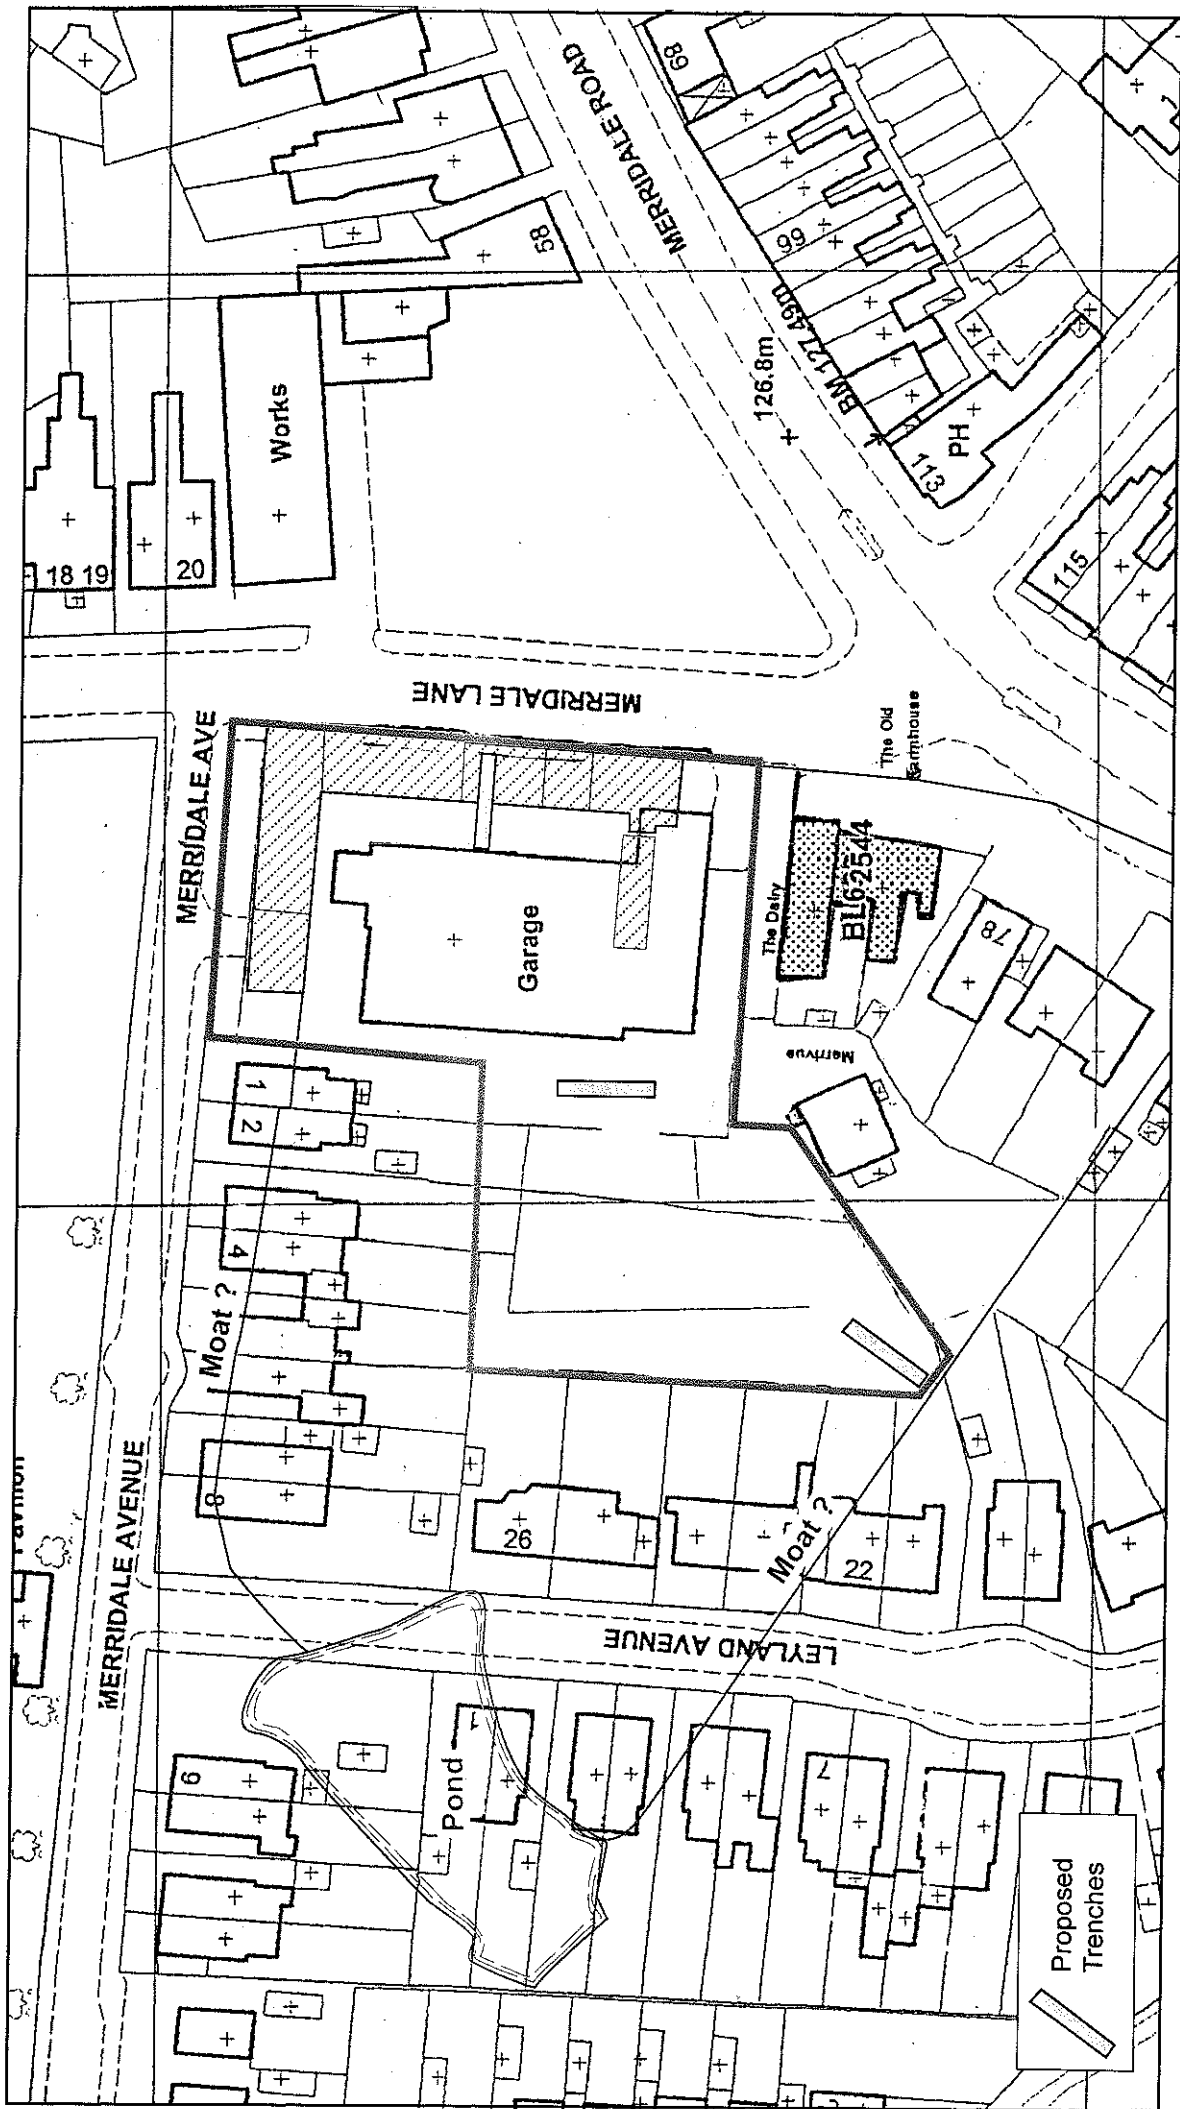 MERRIDALE ROAD
68
99
58
BM 127.49m
126.8m
113
PH
115
Works
18 19
20
MERRIDALE LANE
MERRIDALE AVE
The Old
Farmhouse
The Dairy
BL62544
78
Garage
Merrivue
1
2
4
Moat ?
8
MERRIDALE AVENUE
26
22
Moat ?
LEYLAND AVENUE
Pond
1
7
9
Proposed
Trenches